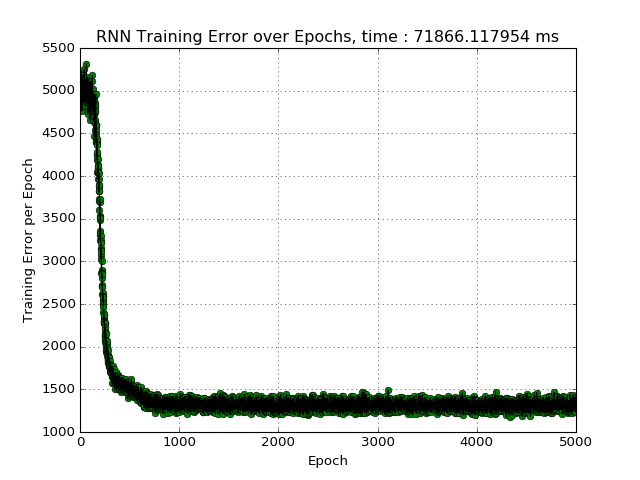 RNN Training Error over Epochs, time : 71866.117954 ms
5500
5000
4500
4000
3500
3000
2500
2000
1500
1000
Training Error per Epoch
0 1000 2000 3000 4000 5000
Epoch